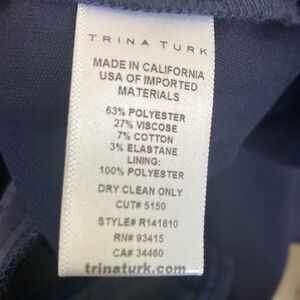 TRINA TURK
MADE IN CALIFORNIA
USA OF IMPORTED
MATERIALS
63% POLYESTER
27% VISCOSE
7% COTTON
3% ELASTANE
LINING:
100% POLYESTER
DRY CLEAN ONLY
CUT# 5150
STYLE# R141610
RN# 93415
CA# 34460
trinaturk.com